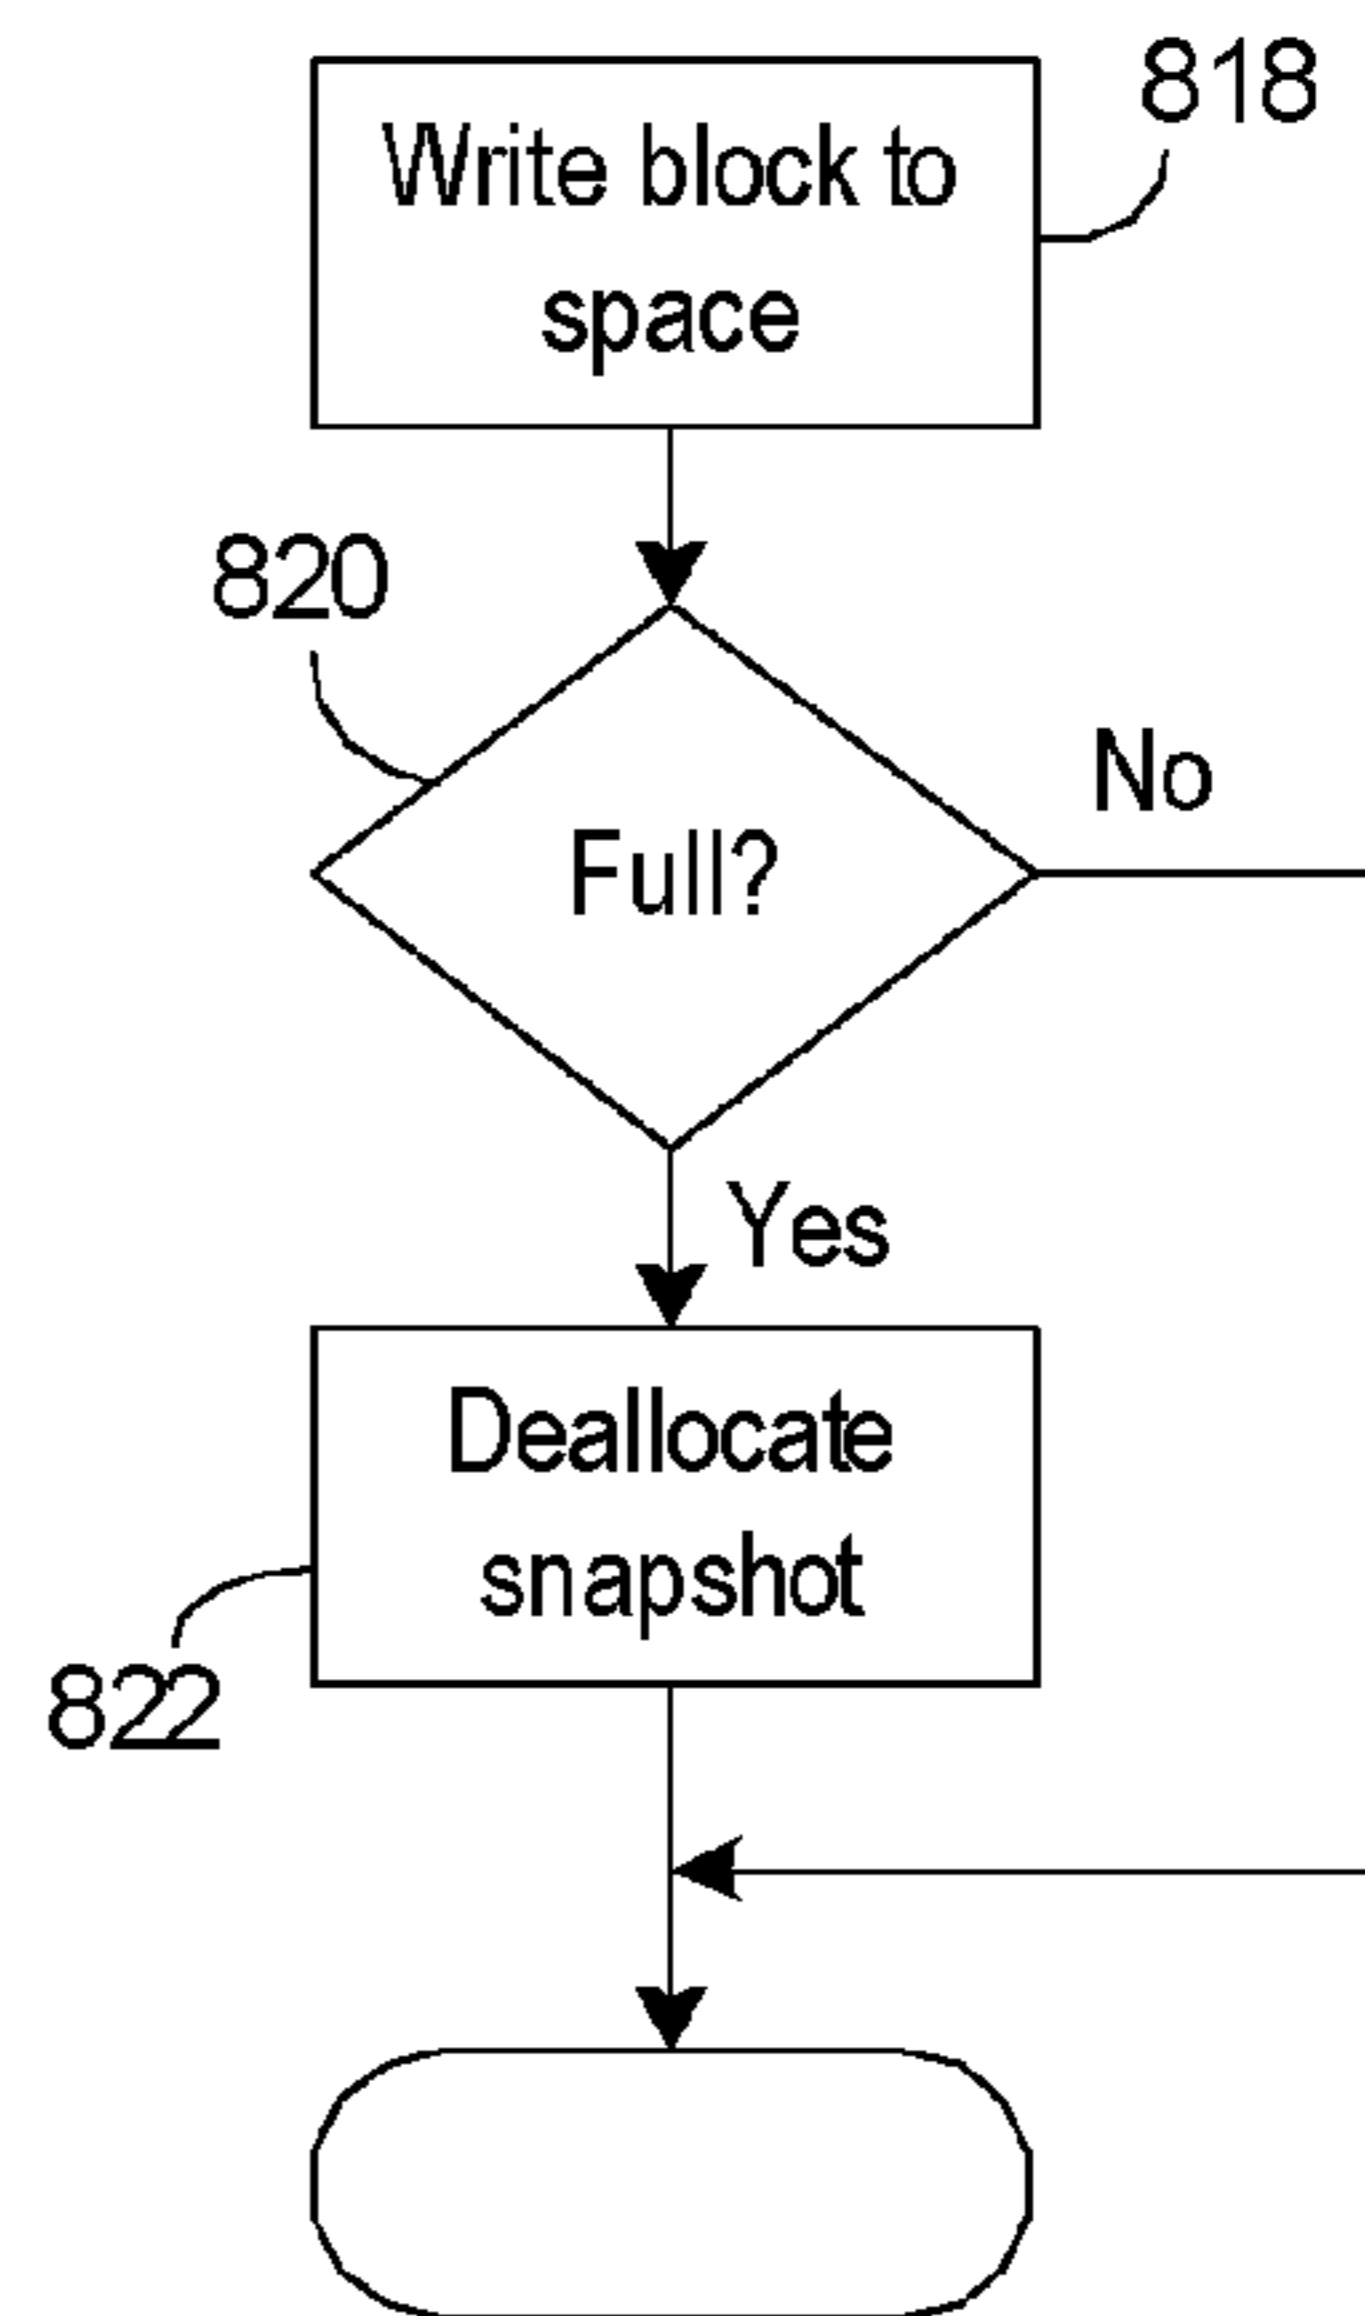 818
Write block to
space
820
No
Full?
Yes
Deallocate
snapshot
822